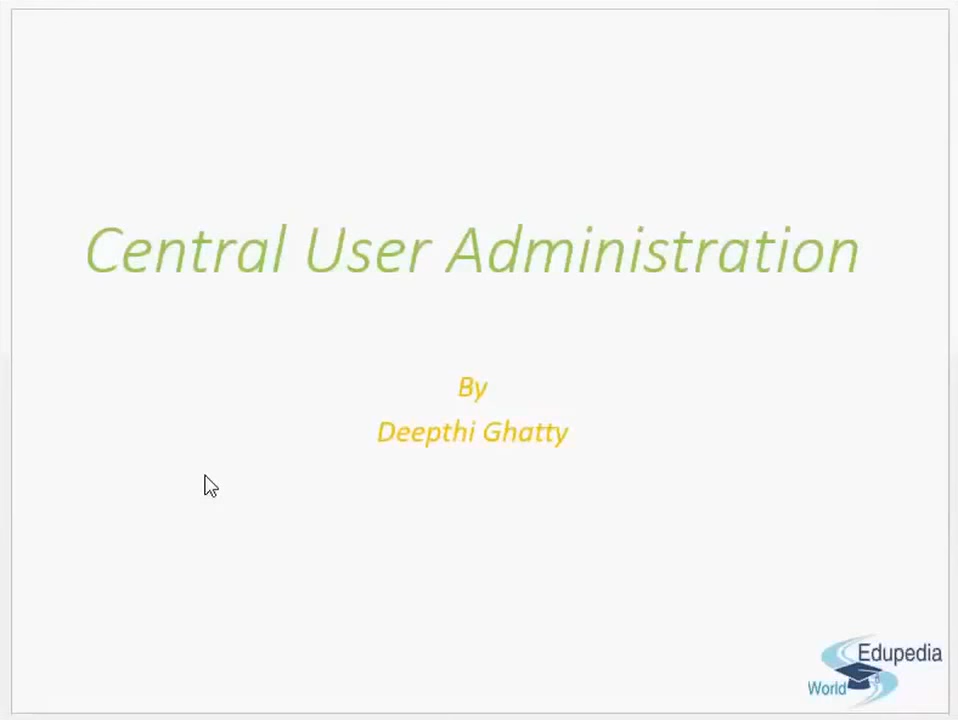 Central User Administration
By
Deepthi Ghatty
Edupedia
World